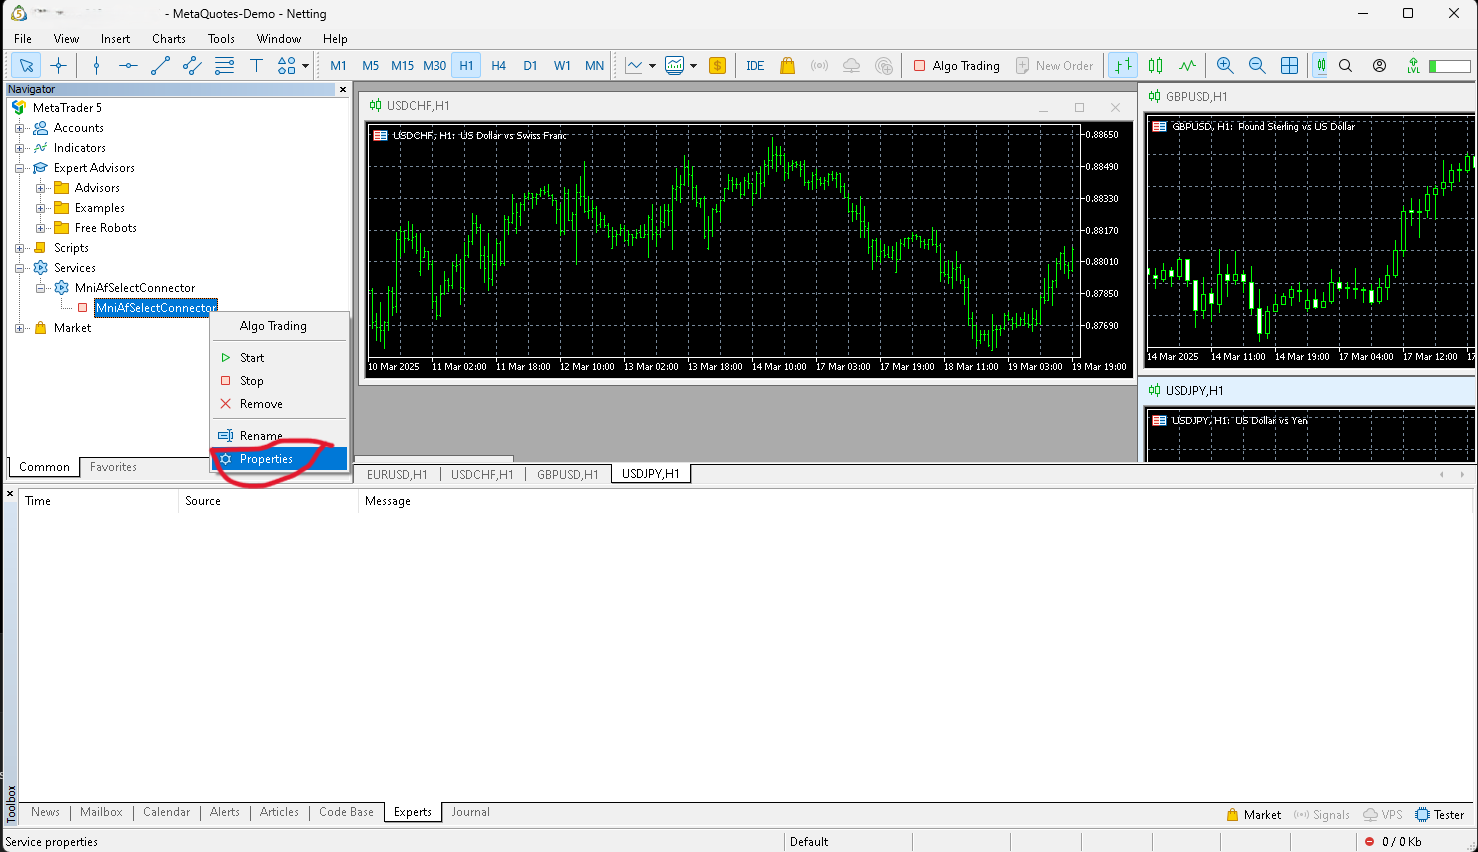 - MetaQuotes-Demo - Netting
File View Insert Charts Tools Window Help
M1 M5 M15 M30 H1 H4 D1 W1 MN IDE Algo Trading New Order LVL
Navigator
MetaTrader 5
Accounts
Indicators
Expert Advisors
Advisors
Examples
Free Robots
Scripts
Services
MniAfSelectConnector
MniAfSelectConnector
Market
Algo Trading
Start
Stop
Remove
Rename
Properties
Common Favorites
USDCHF,H1
USDCHF, H1: US Dollar vs Swiss Franc
0.88650
0.88490
0.88330
0.88170
0.88010
0.87850
0.87690
10 Mar 2025 11 Mar 02:00 11 Mar 18:00 12 Mar 10:00 13 Mar 02:00 13 Mar 18:00 14 Mar 10:00 17 Mar 03:00 17 Mar 19:00 18 Mar 11:00 19 Mar 03:00 19 Mar 19:00
GBPUSD,H1
GBPUSD, H1: Pound Sterling vs US Dollar
14 Mar 2025 14 Mar 11:00 14 Mar 19:00 17 Mar 04:00 17 Mar 12:00 17
USDJPY,H1
USDJPY, H1: US Dollar vs Yen
EURUSD,H1 USDCHF,H1 GBPUSD,H1 USDJPY,H1
Time Source Message
Toolbox
News Mailbox Calendar Alerts Articles Code Base Experts Journal
Market Signals VPS Tester
Service properties Default 0 / 0 Kb